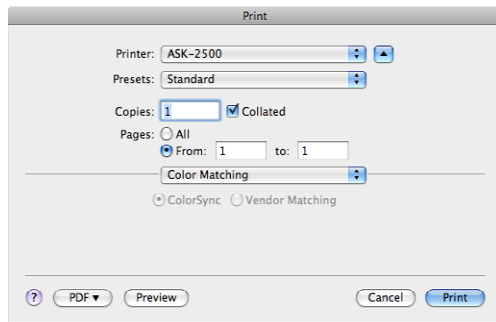 Print
Printer: ASK-2500
Presets: Standard
Copies: 1 Collated
Pages: All
From: 1 to: 1
Color Matching
ColorSync Vendor Matching
? PDF▼ Preview Cancel Print